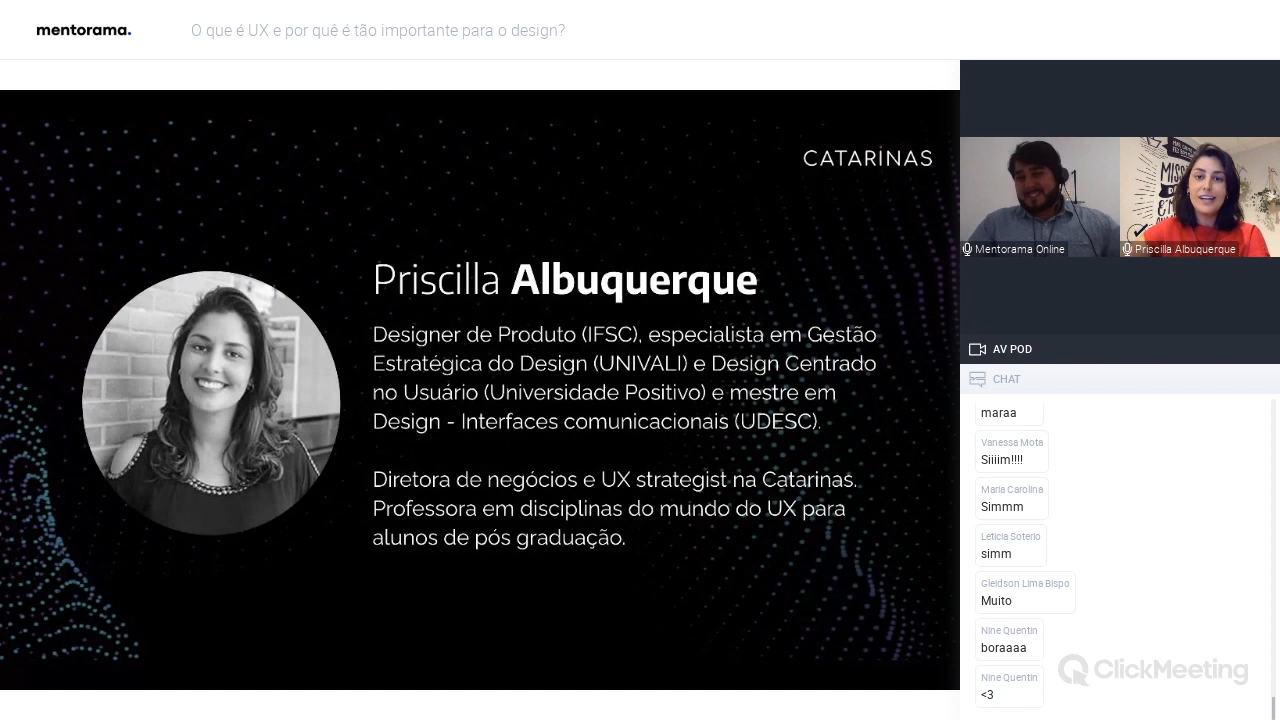 mentorama.
O que é UX e por quê é tão importante para o design?
CATARINAS
Priscilla Albuquerque
Designer de Produto (IFSC), especialista em Gestão
Estratégica do Design (UNIVALI) e Design Centrado
no Usuário (Universidade Positivo) e mestre em
Design - Interfaces comunicacionais (UDESC).
Diretora de negócios e UX strategist na Catarinas.
Professora em disciplinas do mundo do UX para
alunos de pós graduação.
Mentorama Online
Priscilla Albuquerque
AV POD
CHAT
maraa
Vanessa Mota
Siiiim!!!!
Maria Carolina
Simmm
Leticia Soterio
simm
Gleidson Lima Bispo
Muito
Nine Quentin
boraaaa
Nine Quentin
<3
ClickMeeting